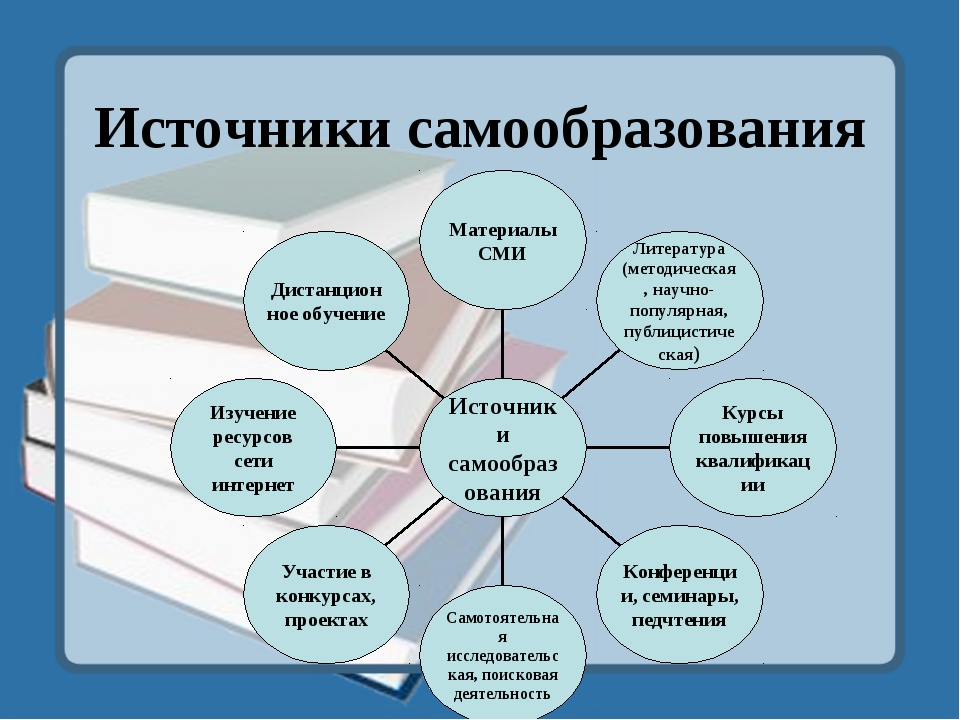 Источники самообразования
Материалы
СМИ
Литература
(методическая
, научно-
популярная,
публицистиче
ская)
Курсы
повышения
квалификац
ии
Конференци
и, семинары,
педчтения
Самотоятельна
я
исследовательс
кая, поисковая
деятельность
Участие в
конкурсах,
проектах
Изучение
ресурсов
сети
интернет
Дистанцион
ное обучение
Источник
и
самообраз
ования